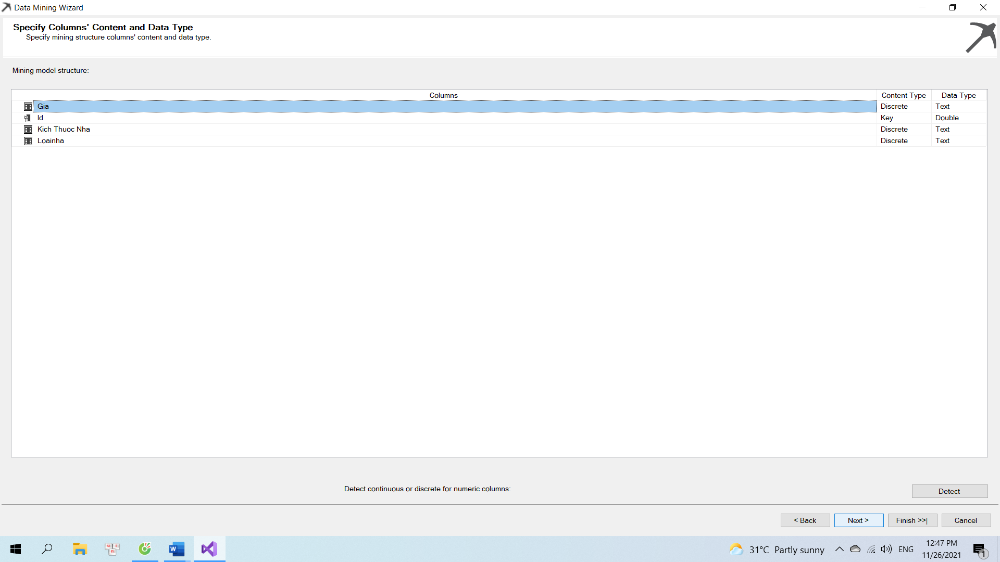 Data Mining Wizard
Specify Columns' Content and Data Type
Specify mining structure columns' content and data type.
Mining model structure:
Columns Content Type Data Type
Gia Discrete Text
Id Key Double
Kich Thuoc Nha Discrete Text
Loainha Discrete Text
Detect continuous or discrete for numeric columns:
Detect
< Back Next > Finish >>| Cancel
31°C Partly sunny ENG 12:47 PM
11/26/2021
1